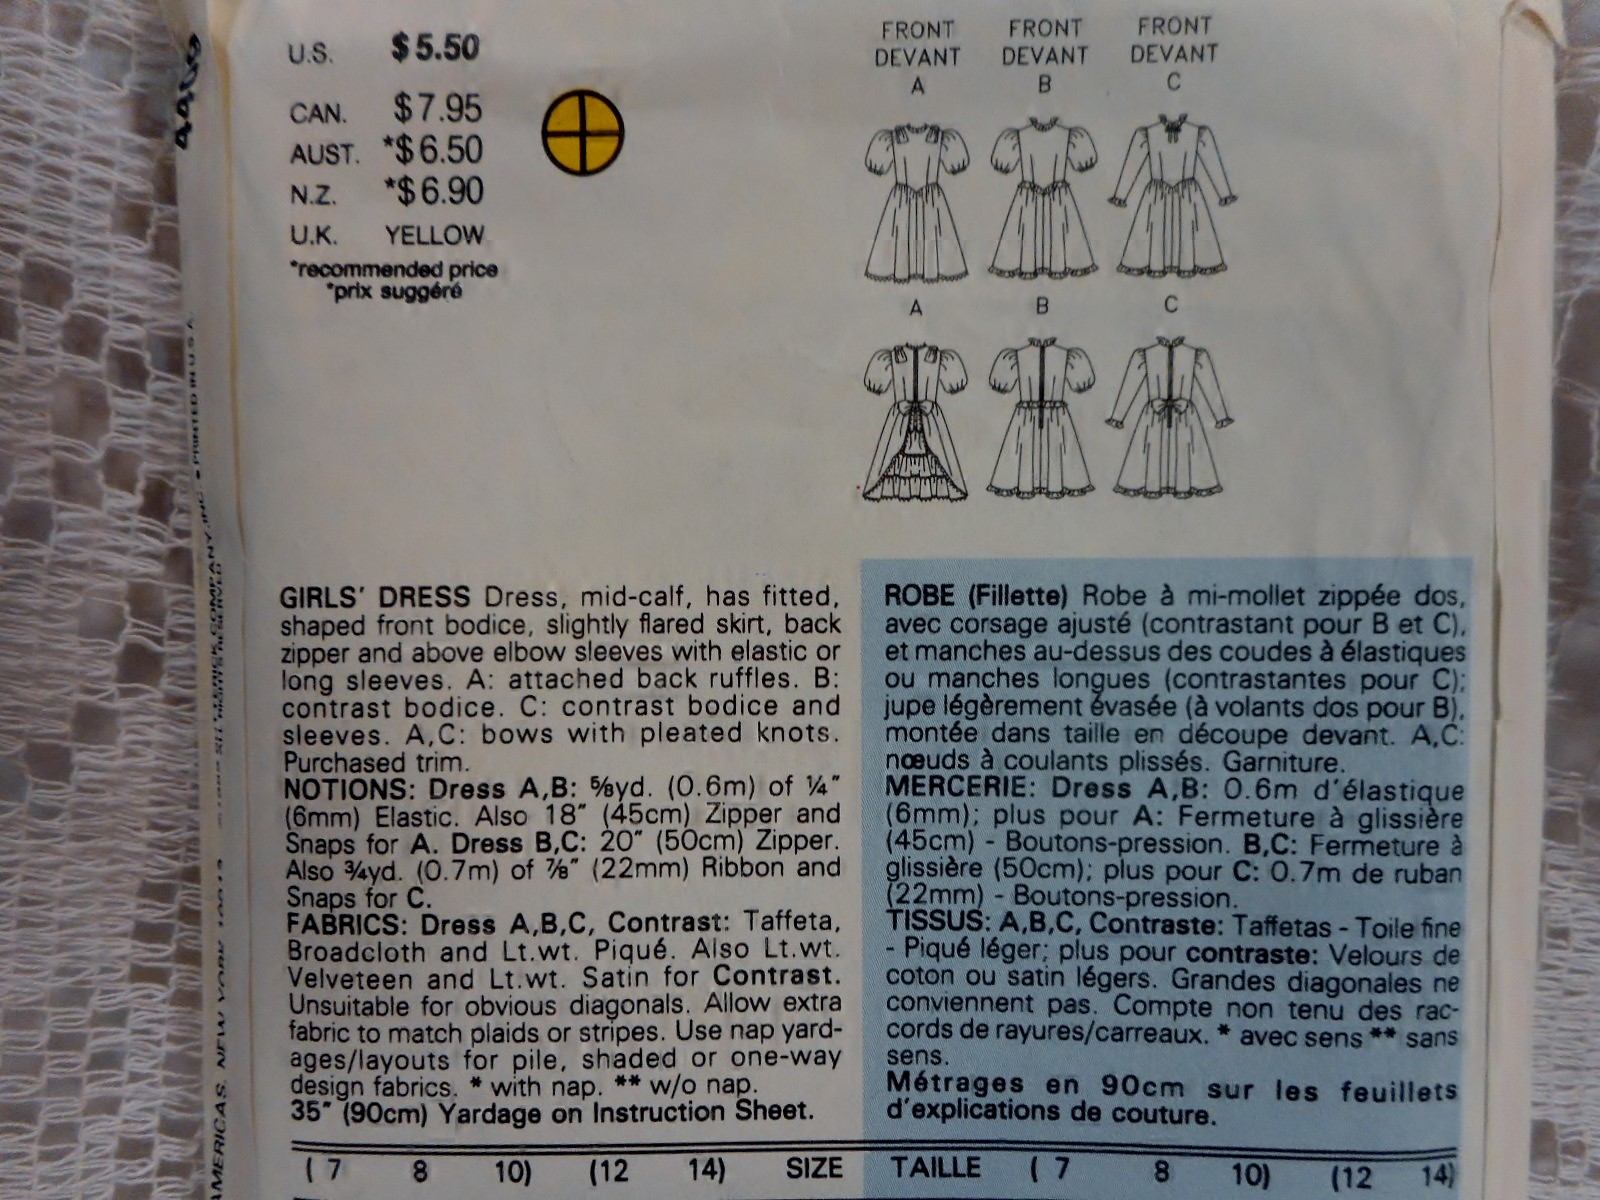 4469
U.S. $5.50
CAN. $7.95
AUST. *$6.50
N.Z. *$6.90
U.K. YELLOW
*recommended price
*prix suggéré
FRONT FRONT FRONT
DEVANT DEVANT DEVANT
A B C
A B C
GIRLS' DRESS Dress, mid-calf, has fitted,
shaped front bodice, slightly flared skirt, back
zipper and above elbow sleeves with elastic or
long sleeves. A: attached back ruffles. B:
contrast bodice. C: contrast bodice and
sleeves. A,C: bows with pleated knots.
Purchased trim.
NOTIONS: Dress A,B: ⅝yd. (0.6m) of ¼"
(6mm) Elastic. Also 18" (45cm) Zipper and
Snaps for A. Dress B,C: 20" (50cm) Zipper.
Also ¾yd. (0.7m) of ⅞" (22mm) Ribbon and
Snaps for C.
FABRICS: Dress A,B,C, Contrast: Taffeta,
Broadcloth and Lt.wt. Piqué. Also Lt.wt.
Velveteen and Lt.wt. Satin for Contrast.
Unsuitable for obvious diagonals. Allow extra
fabric to match plaids or stripes. Use nap yard-
ages/layouts for pile, shaded or one-way
design fabrics. * with nap. ** w/o nap.
35" (90cm) Yardage on Instruction Sheet.
ROBE (Fillette) Robe à mi-mollet zippée dos,
avec corsage ajusté (contrastant pour B et C),
et manches au-dessus des coudes à élastiques
ou manches longues (contrastantes pour C);
jupe légèrement évasée (à volants dos pour B),
montée dans taille en découpe devant. A,C:
nœuds à coulants plissés. Garniture.
MERCERIE: Dress A,B: 0.6m d'élastique
(6mm); plus pour A: Fermeture à glissière
(45cm) - Boutons-pression. B,C: Fermeture à
glissière (50cm); plus pour C: 0.7m de ruban
(22mm) - Boutons-pression.
TISSUS: A,B,C, Contraste: Taffetas - Toile fine
- Piqué léger; plus pour contraste: Velours de
coton ou satin légers. Grandes diagonales ne
conviennent pas. Compte non tenu des rac-
cords de rayures/carreaux. * avec sens ** sans
sens.
Métrages en 90cm sur les feuillets
d'explications de couture.
(7 8 10) (12 14) SIZE TAILLE (7 8 10) (12 14)
AMERICAS, NEW YORK
COMPANY, INC. • PRINTED IN U.S.A.
RIGHTS RESERVED